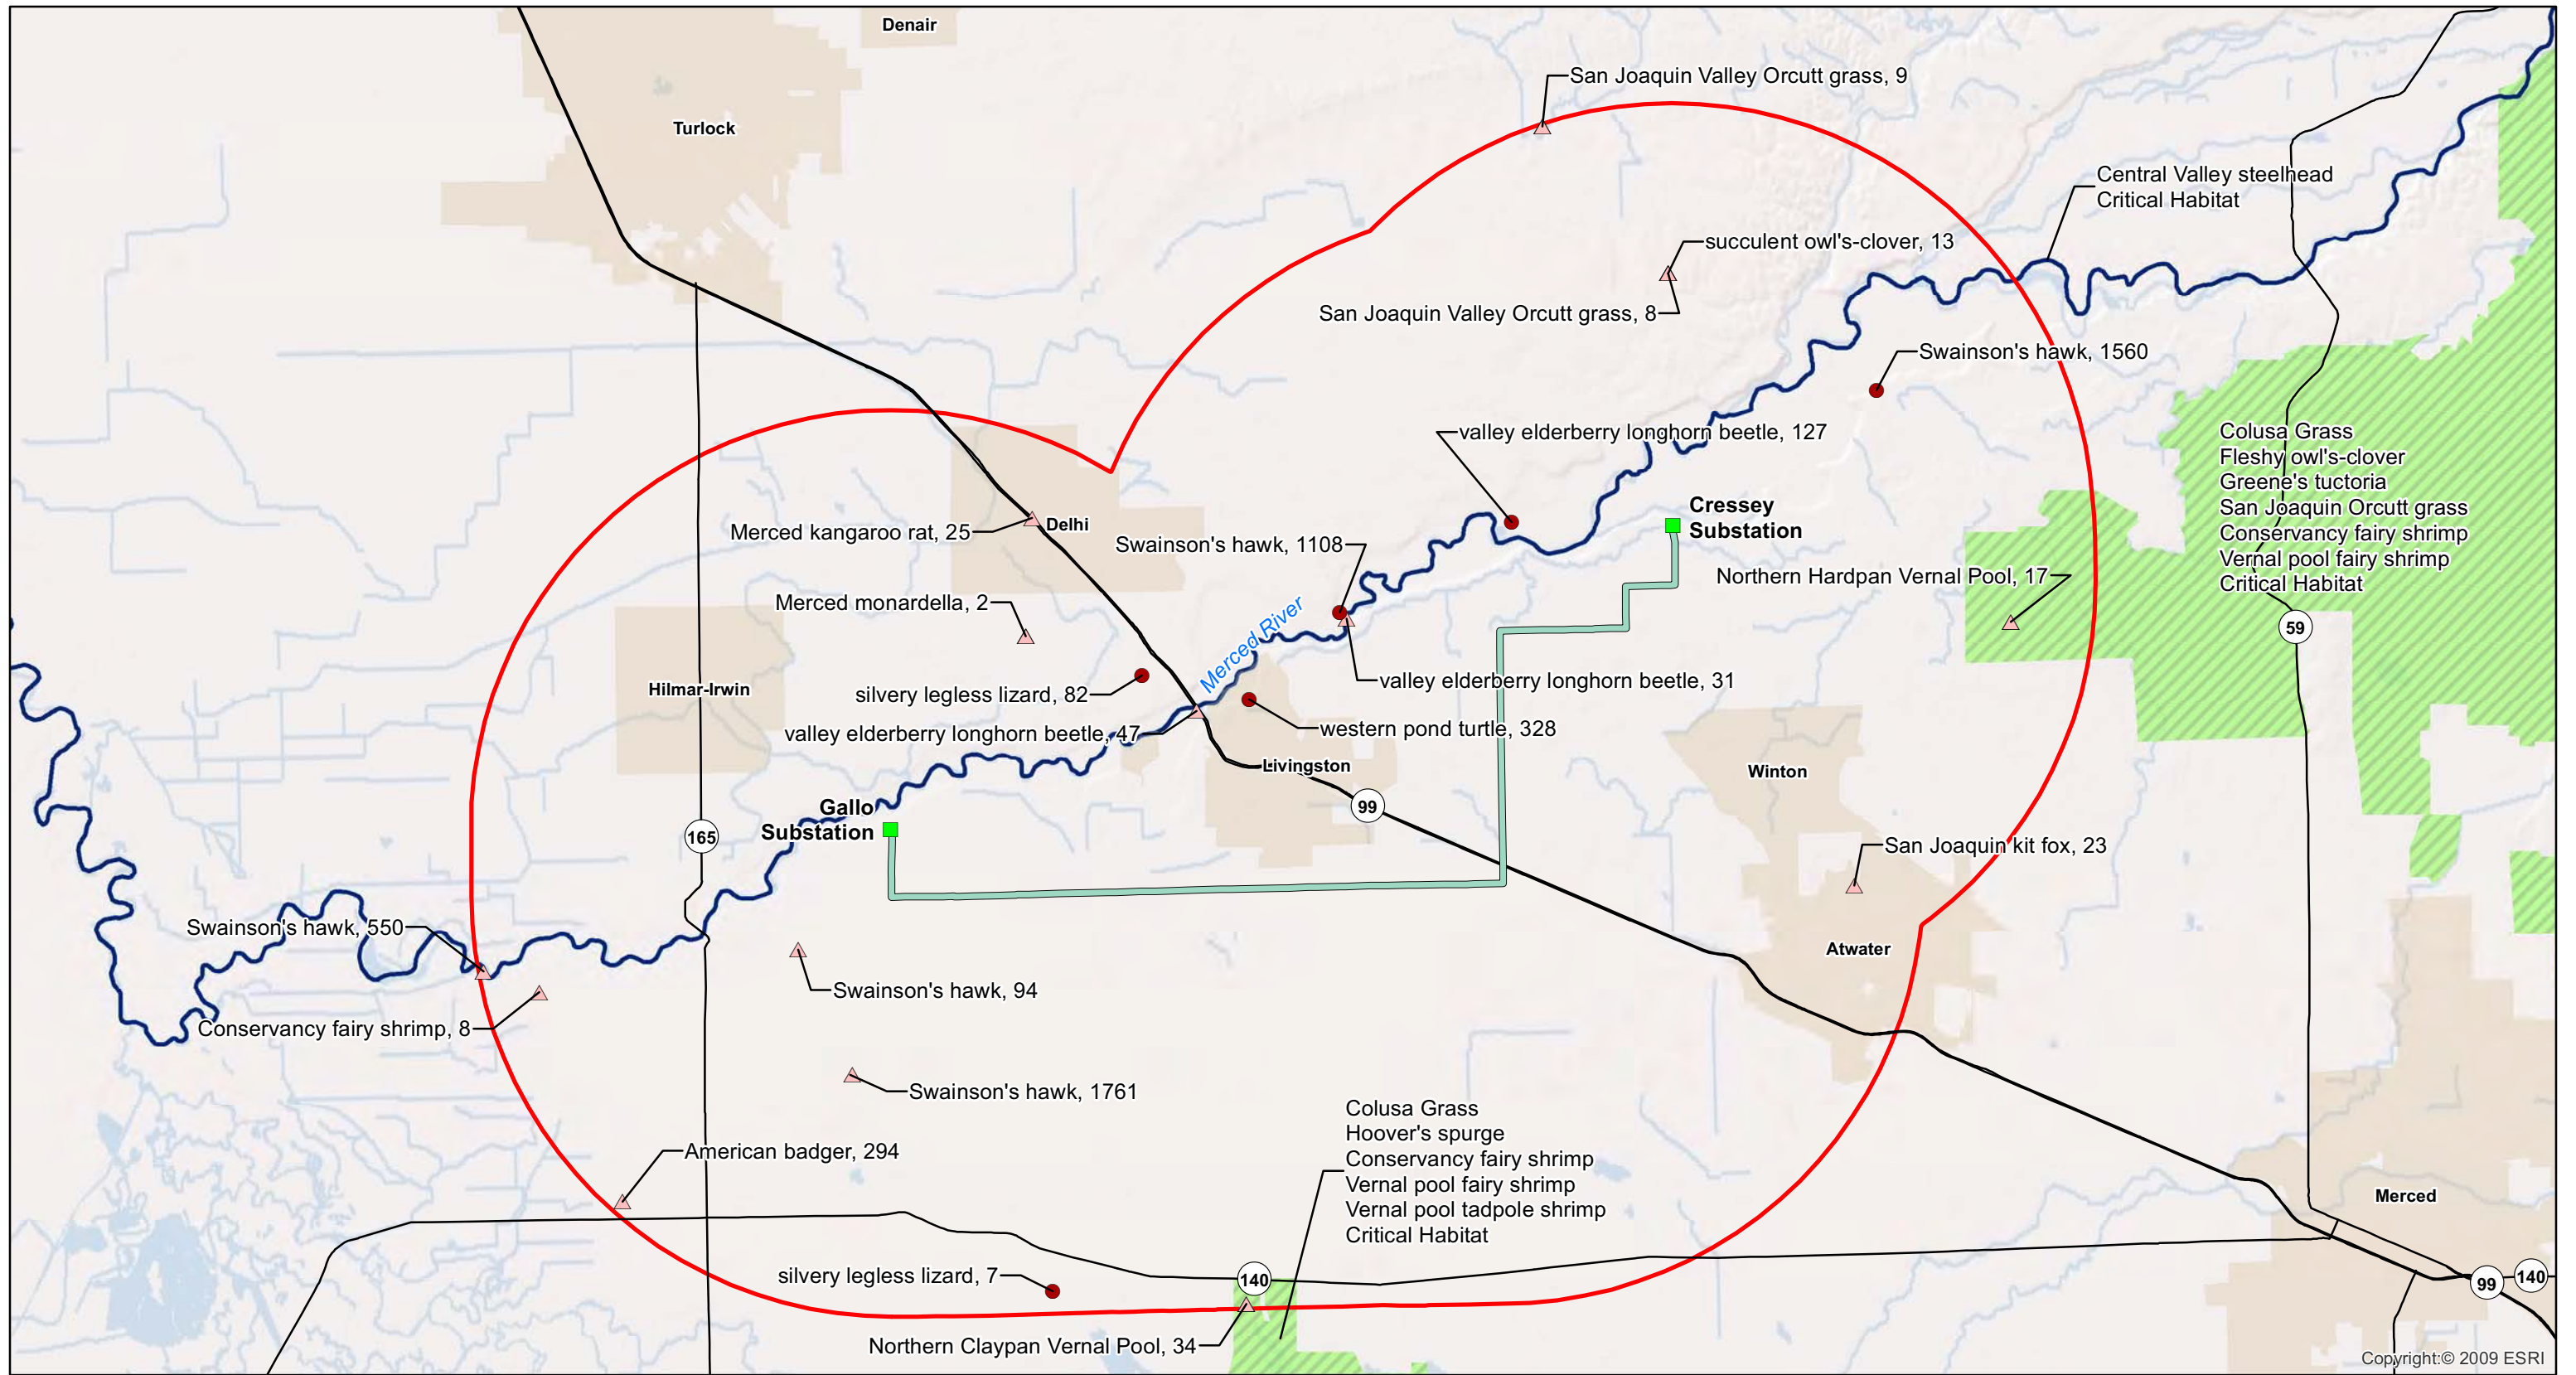 Denair
San Joaquin Valley Orcutt grass, 9
Turlock
Central Valley steelhead
Critical Habitat
succulent owl's-clover, 13
San Joaquin Valley Orcutt grass, 8
Swainson's hawk, 1560
valley elderberry longhorn beetle, 127
Colusa Grass
Fleshy owl's-clover
Greene's tuctoria
San Joaquin Orcutt grass
Conservancy fairy shrimp
Vernal pool fairy shrimp
Critical Habitat
Cressey
Substation
Merced kangaroo rat, 25
Delhi
Swainson's hawk, 1108
Northern Hardpan Vernal Pool, 17
Merced monardella, 2
Merced River
59
Hilmar-Irwin
silvery legless lizard, 82
valley elderberry longhorn beetle, 31
valley elderberry longhorn beetle, 47
western pond turtle, 328
Livingston
Winton
Gallo
Substation
99
165
San Joaquin kit fox, 23
Swainson's hawk, 550
Atwater
Swainson's hawk, 94
Conservancy fairy shrimp, 8
Swainson's hawk, 1761
Colusa Grass
Hoover's spurge
Conservancy fairy shrimp
Vernal pool fairy shrimp
Vernal pool tadpole shrimp
Critical Habitat
American badger, 294
Merced
silvery legless lizard, 7
140
99
140
Northern Claypan Vernal Pool, 34
Copyright:© 2009 ESRI